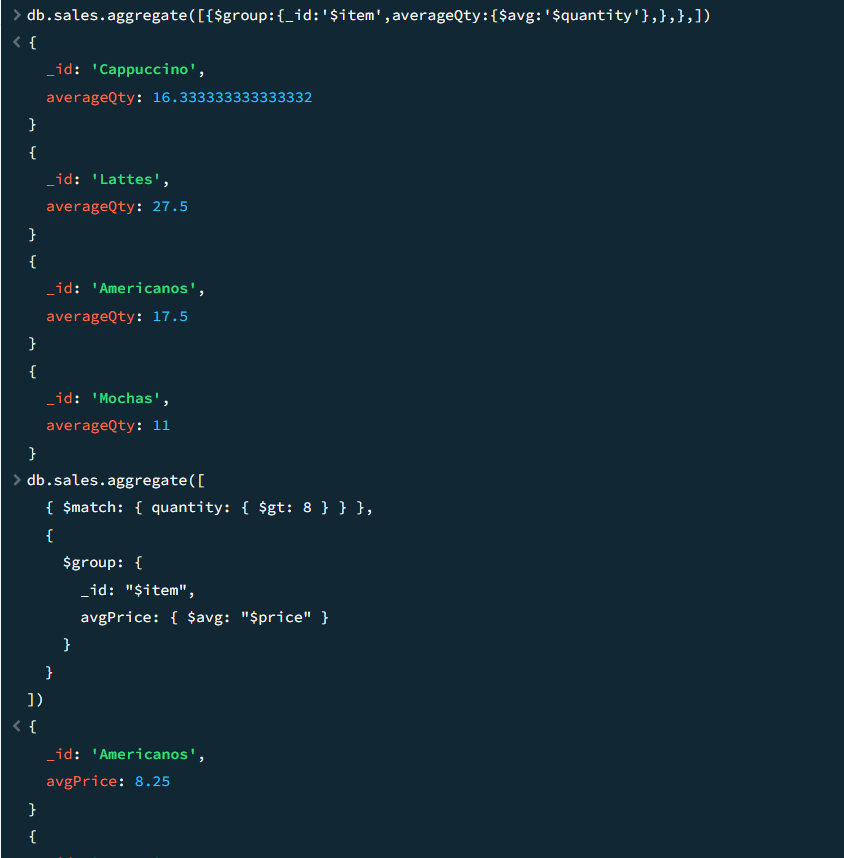 > db.sales.aggregate([{$group:{_id:'$item',averageQty:{$avg:'$quantity'},},},])
< {
_id: 'Cappuccino',
averageQty: 16.333333333333332
}
{
_id: 'Lattes',
averageQty: 27.5
}
{
_id: 'Americanos',
averageQty: 17.5
}
{
_id: 'Mochas',
averageQty: 11
}
> db.sales.aggregate([
{ $match: { quantity: { $gt: 8 } } },
{
$group: {
_id: "$item",
avgPrice: { $avg: "$price" }
}
}
])
< {
_id: 'Americanos',
avgPrice: 8.25
}
{